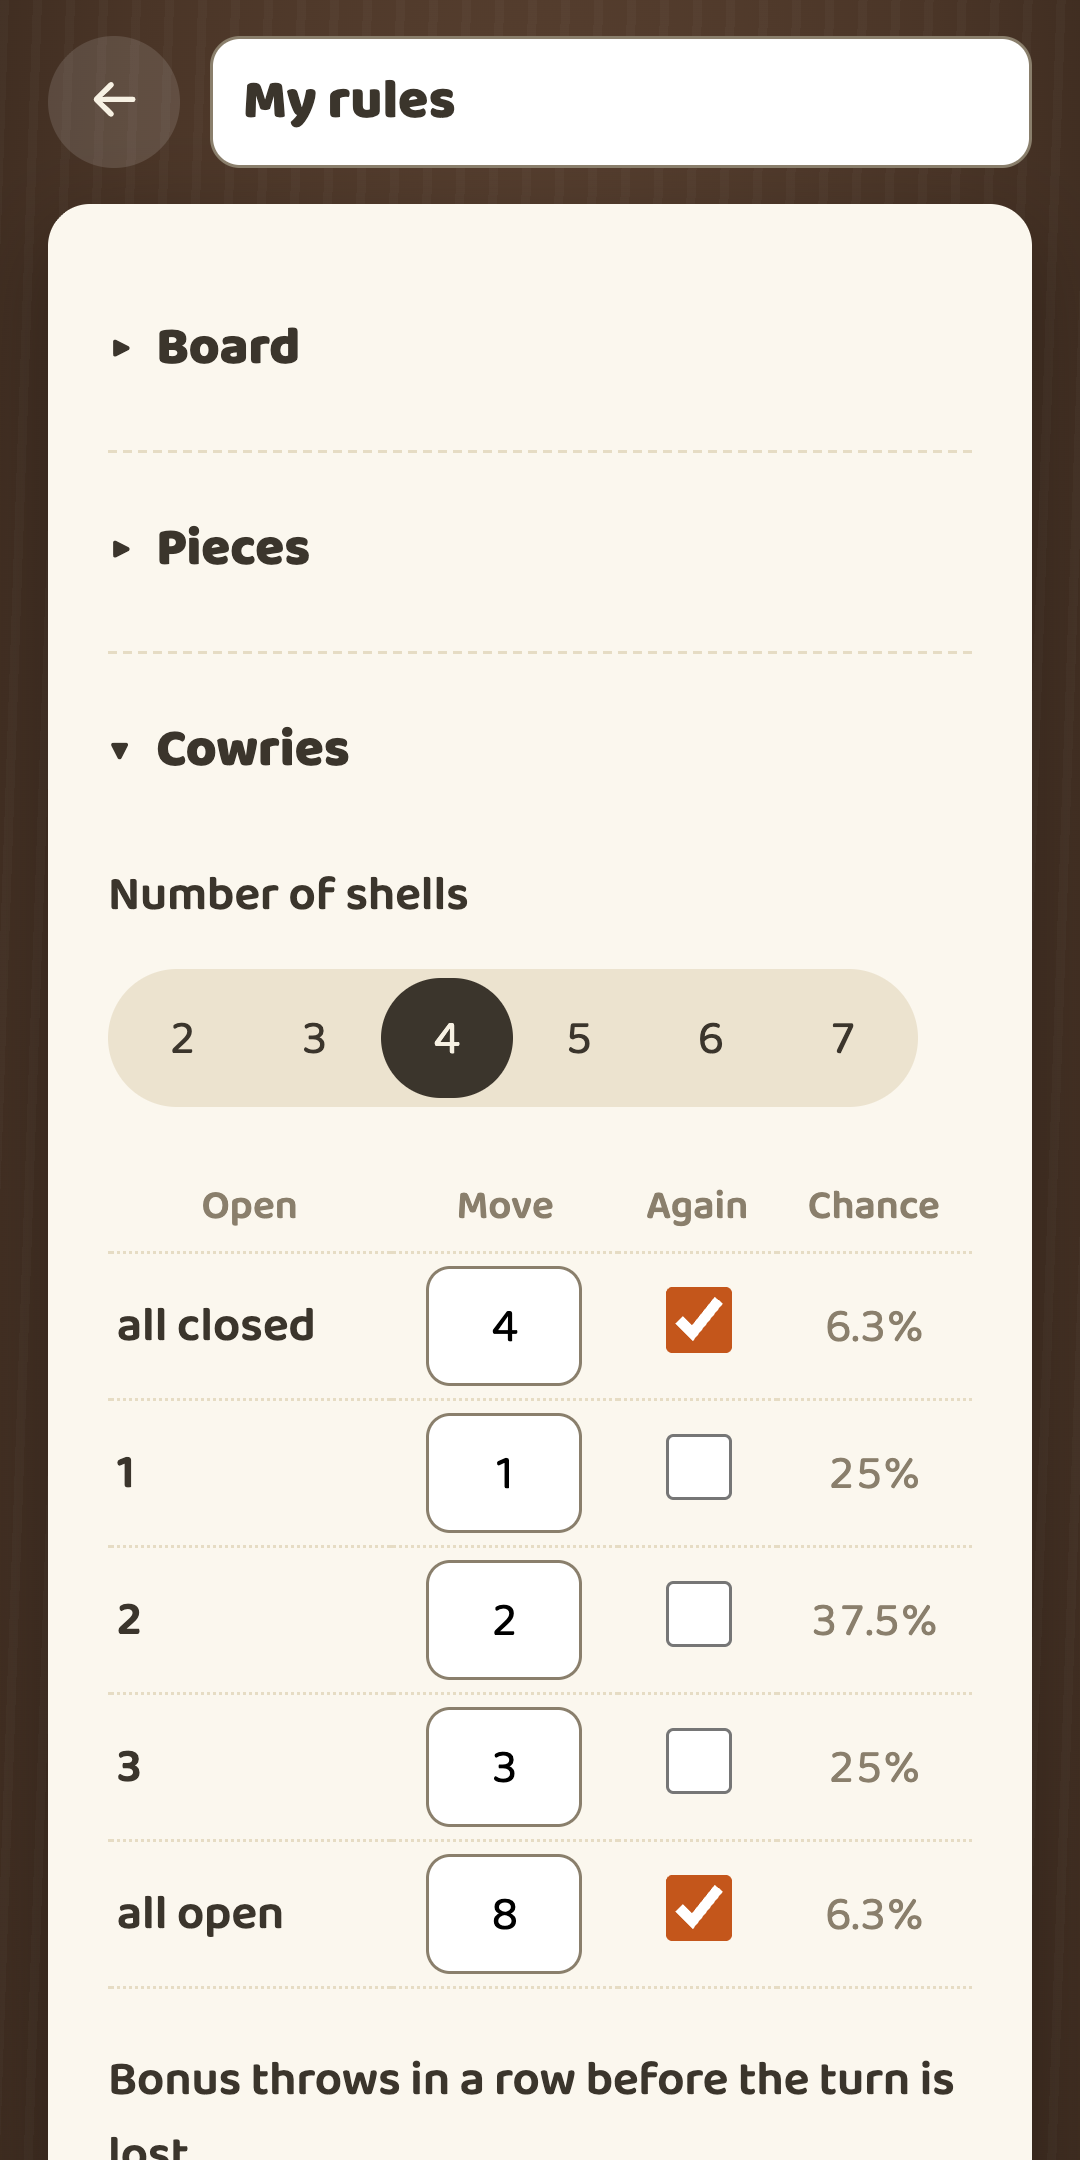 My rules
Board
Pieces
Cowries
Number of shells
2 3 4 5 6 7
Open Move Again Chance
all closed 4 6.3%
1 1 25%
2 2 37.5%
3 3 25%
all open 8 6.3%
Bonus throws in a row before the turn is
lost